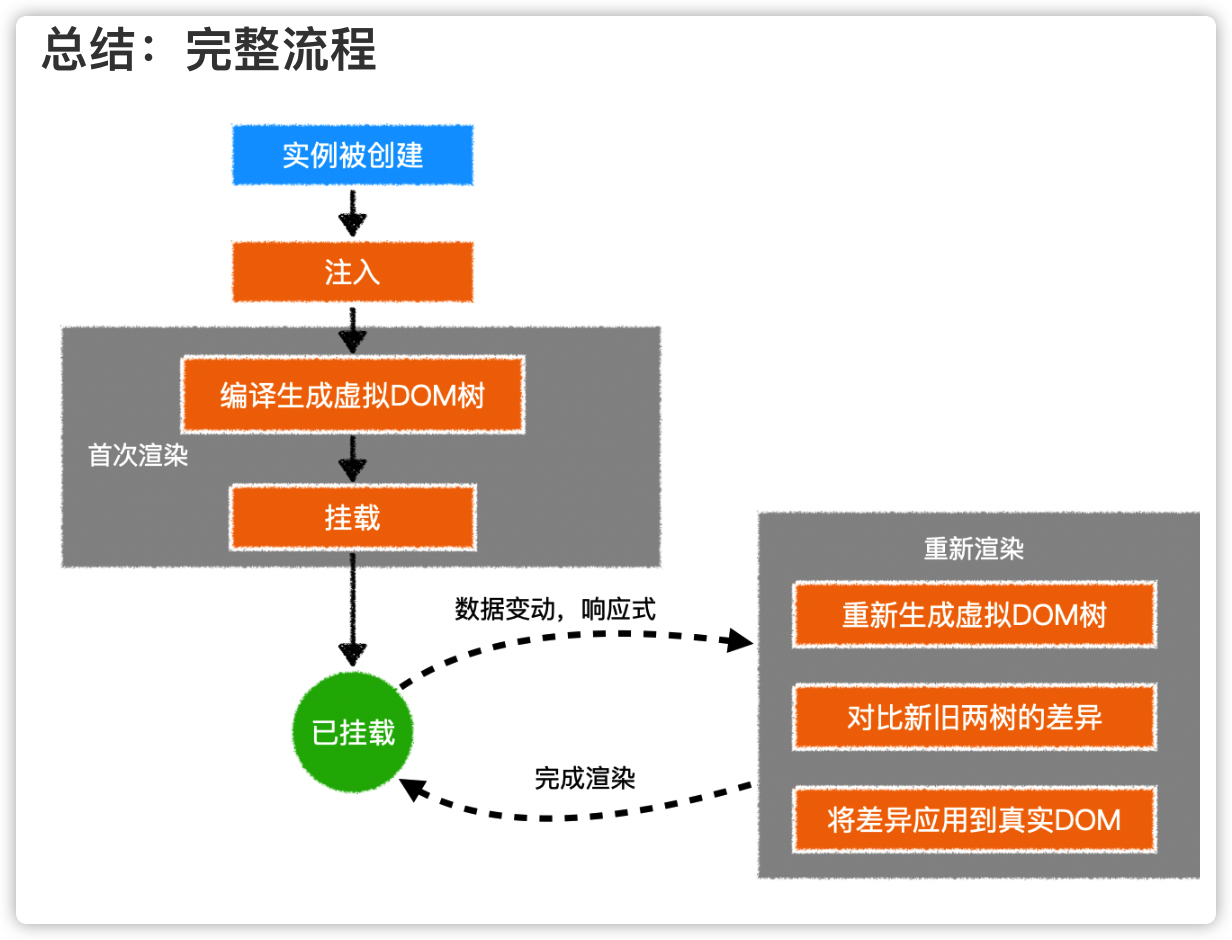 总结：完整流程
实例被创建
注入
编译生成虚拟DOM树
首次渲染
挂载
重新渲染
数据变动，响应式
重新生成虚拟DOM树
对比新旧两树的差异
已挂载
完成渲染
将差异应用到真实DOM